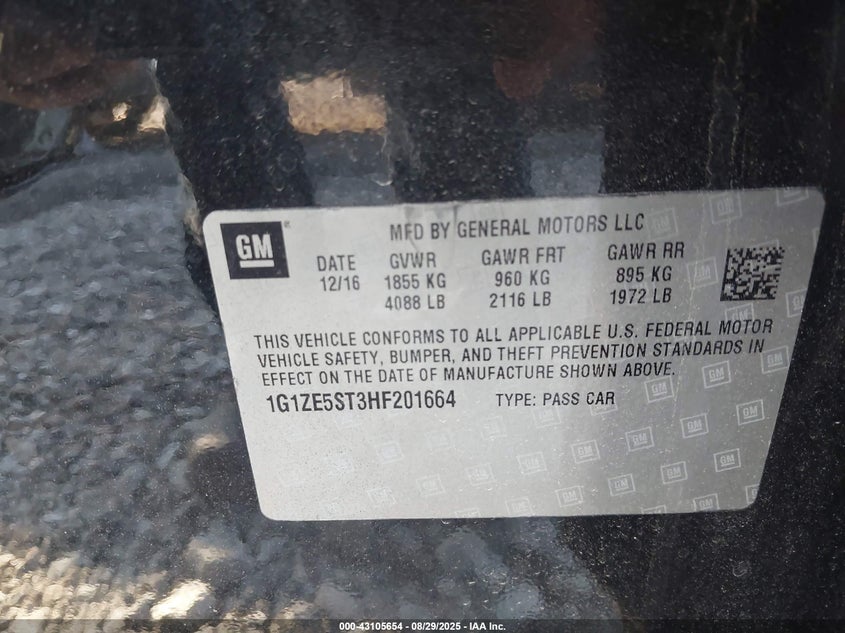 GM
MFD BY GENERAL MOTORS LLC
DATE GVWR GAWR FRT GAWR RR
12/16 1855 KG 960 KG 895 KG
4088 LB 2116 LB 1972 LB
THIS VEHICLE CONFORMS TO ALL APPLICABLE U.S. FEDERAL MOTOR
VEHICLE SAFETY, BUMPER, AND THEFT PREVENTION STANDARDS IN
EFFECT ON THE DATE OF MANUFACTURE SHOWN ABOVE.
1G1ZE5ST3HF201664 TYPE: PASS CAR
000-43105654 - 08/29/2025 - IAA Inc.